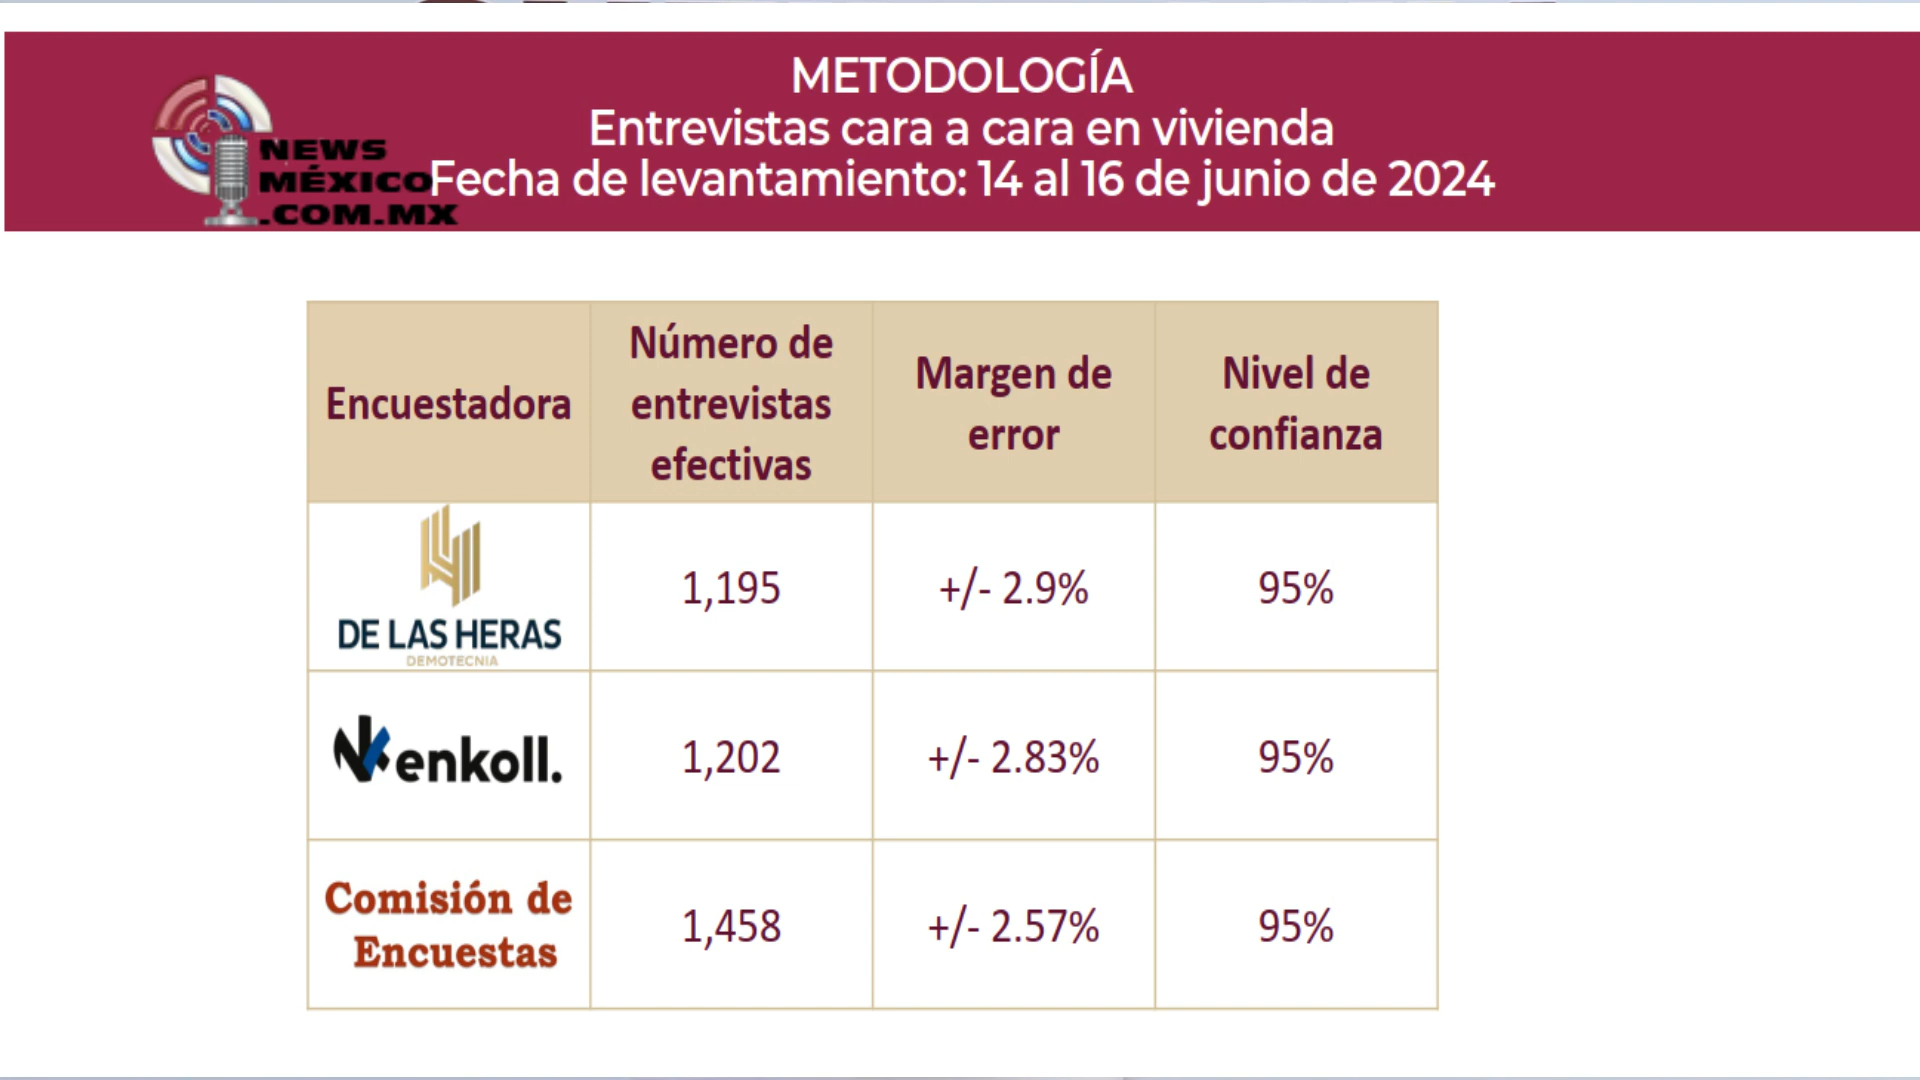 METODOLOGÍA
Entrevistas cara a cara en vivienda
Fecha de levantamiento: 14 al 16 de junio de 2024
NEWS
MÉXICO
.COM.MX
Encuestadora
Número de
entrevistas
efectivas
Margen de
error
Nivel de
confianza
DE LAS HERAS
DEMOTECNIA
1,195
+/- 2.9%
95%
enkoll.
1,202
+/- 2.83%
95%
Comisión de
Encuestas
1,458
+/- 2.57%
95%